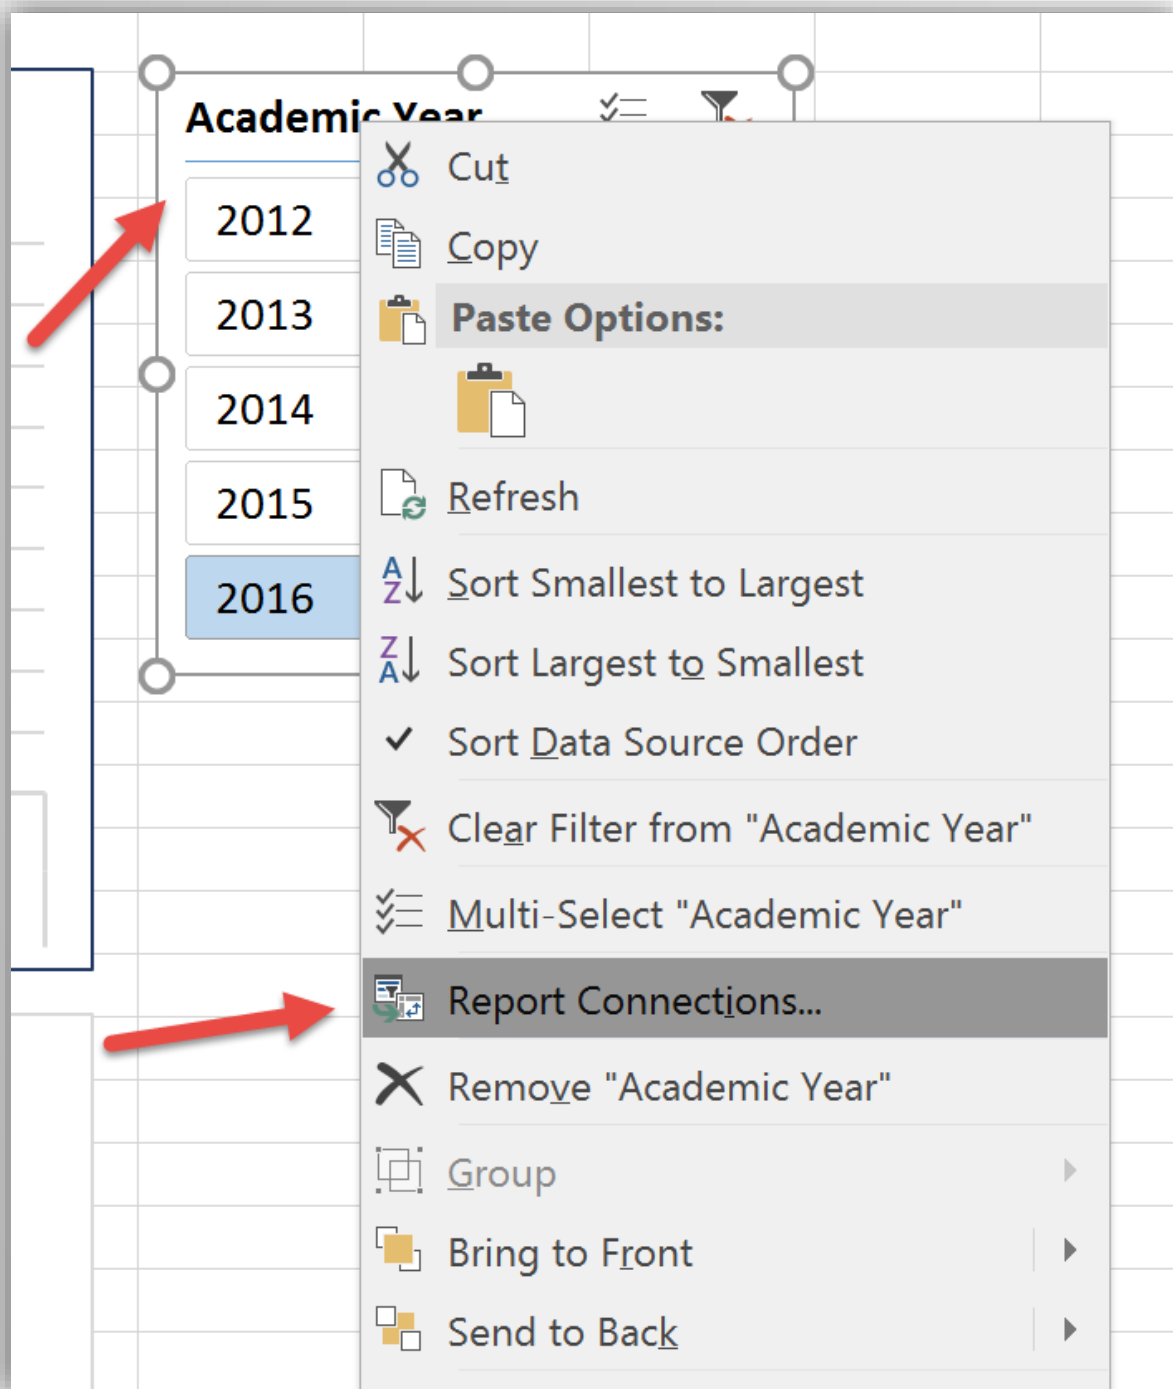 Academic Year
2012
2013
2014
2015
2016
Cut
Copy
Paste Options:
Refresh
Sort Smallest to Largest
Sort Largest to Smallest
Sort Data Source Order
Clear Filter from "Academic Year"
Multi-Select "Academic Year"
Report Connections...
Remove "Academic Year"
Group
Bring to Front
Send to Back